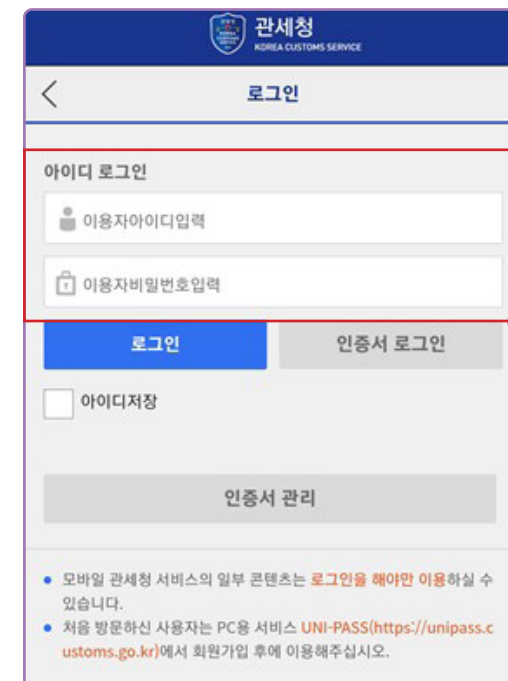 관세청
KOREA CUSTOMS SERVICE
로그인
아이디 로그인
이용자아이디입력
이용자비밀번호입력
로그인
인증서 로그인
아이디저장
인증서 관리
모바일 관세청 서비스의 일부 콘텐츠는 로그인을 해야만 이용하실 수
있습니다.
처음 방문하신 사용자는 PC용 서비스 UNI-PASS(https://unipass.c
ustoms.go.kr)에서 회원가입 후에 이용해주십시오.